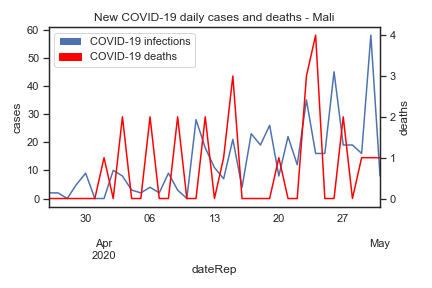 New COVID-19 daily cases and deaths - Mali
COVID-19 infections
COVID-19 deaths
60
50
40
30
20
10
0
cases
4
3
2
1
0
deaths
30 06 13 20 27
Apr May
2020
dateRep